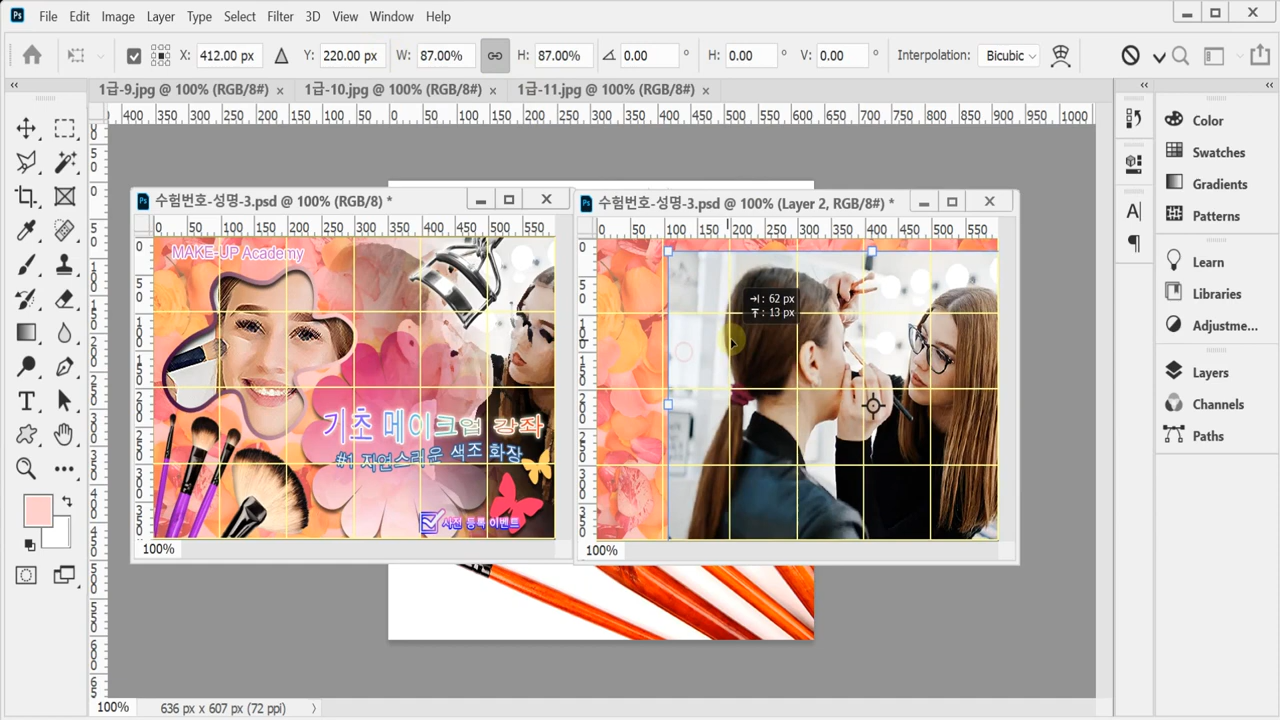 Ps File Edit Image Layer Type Select Filter 3D View Window Help
X: 412.00 px Y: 220.00 px W: 87.00% H: 87.00% 0.00 ° H: 0.00 ° V: 0.00 ° Interpolation: Bicubic
1급-9.jpg @ 100% (RGB/8#) × 1급-10.jpg @ 100% (RGB/8#) × 1급-11.jpg @ 100% (RGB/8#) ×
400 350 300 250 200 150 100 50 0 50 100 150 200 250 300 350 400 450 500 550 600 650 700 750 800 850 900 950 1000
Ps 수험번호-성명-3.psd @ 100% (RGB/8) *
0 50 100 150 200 250 300 350 400 450 500 550
MAKE-UP Academy
기초 메이크업 강좌
#1 자연스러운 색조 화장
사전 등록 이벤트
100%
Ps 수험번호-성명-3.psd @ 100% (Layer 2, RGB/8#) *
0 50 100 150 200 250 300 350 400 450 500 550
: 62 px
: 13 px
100%
Color
Swatches
Gradients
Patterns
Learn
Libraries
Adjustme...
Layers
Channels
Paths
100% 636 px x 607 px (72 ppi)